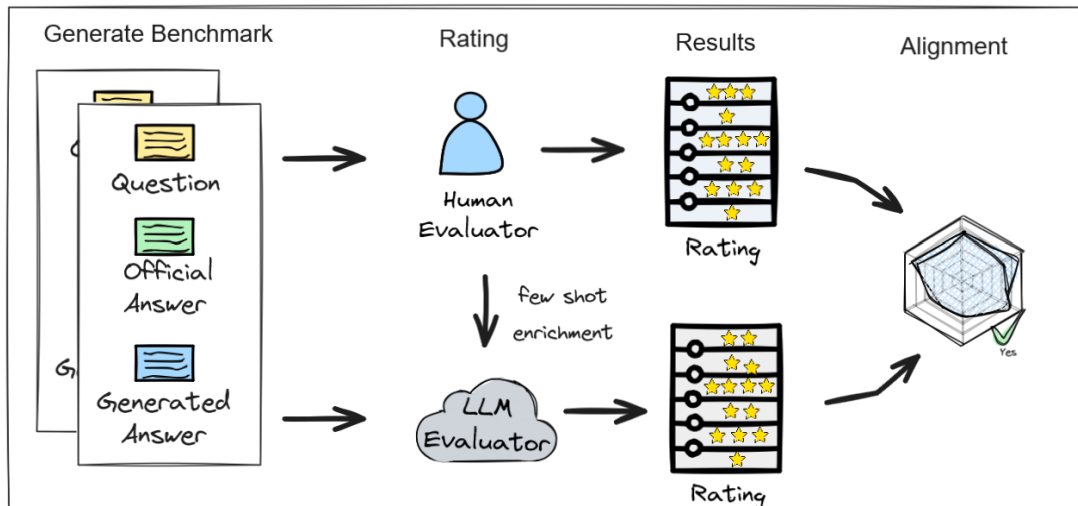 Generate Benchmark
Rating
Results
Alignment
Question
Official
Answer
Generated
Answer
Human
Evaluator
few shot
enrichment
LLM
Evaluator
Rating
Rating
Yes